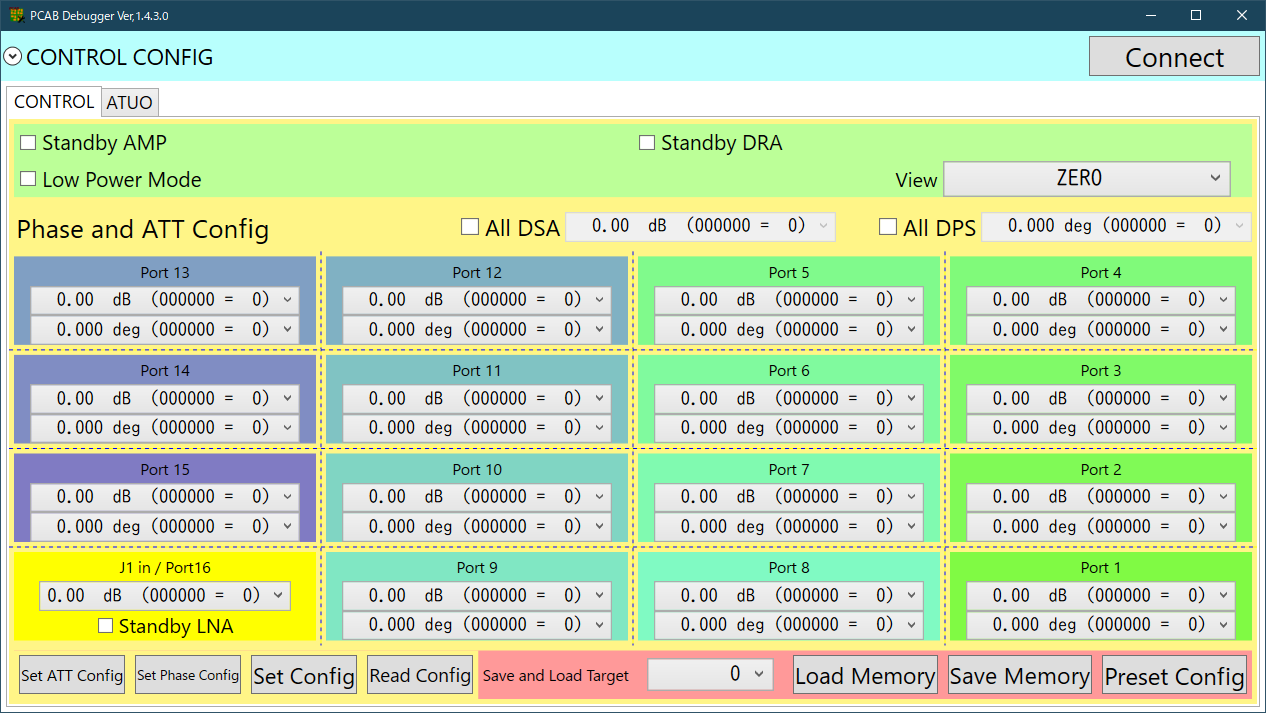 PCAB Debugger Ver,1.4.3.0
CONTROL CONFIG
Connect
CONTROL ATUO
Standby AMP Standby DRA
Low Power Mode View ZERO
Phase and ATT Config All DSA 0.00 dB (000000 = 0) All DPS 0.000 deg (000000 = 0)
Port 13 Port 12 Port 5 Port 4
0.00 dB (000000 = 0) 0.00 dB (000000 = 0) 0.00 dB (000000 = 0) 0.00 dB (000000 = 0)
0.000 deg (000000 = 0) 0.000 deg (000000 = 0) 0.000 deg (000000 = 0) 0.000 deg (000000 = 0)
Port 14 Port 11 Port 6 Port 3
0.00 dB (000000 = 0) 0.00 dB (000000 = 0) 0.00 dB (000000 = 0) 0.00 dB (000000 = 0)
0.000 deg (000000 = 0) 0.000 deg (000000 = 0) 0.000 deg (000000 = 0) 0.000 deg (000000 = 0)
Port 15 Port 10 Port 7 Port 2
0.00 dB (000000 = 0) 0.00 dB (000000 = 0) 0.00 dB (000000 = 0) 0.00 dB (000000 = 0)
0.000 deg (000000 = 0) 0.000 deg (000000 = 0) 0.000 deg (000000 = 0) 0.000 deg (000000 = 0)
J1 in / Port16 Port 9 Port 8 Port 1
0.00 dB (000000 = 0) 0.00 dB (000000 = 0) 0.00 dB (000000 = 0) 0.00 dB (000000 = 0)
Standby LNA 0.000 deg (000000 = 0) 0.000 deg (000000 = 0) 0.000 deg (000000 = 0)
Set ATT Config Set Phase Config Set Config Read Config Save and Load Target 0 Load Memory Save Memory Preset Config